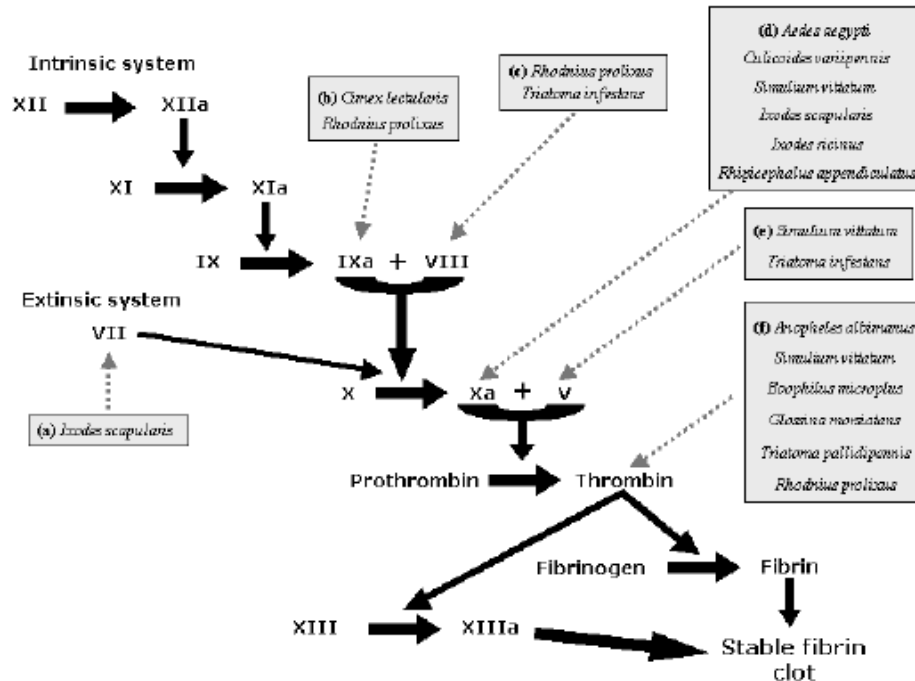 (d) Aedes aegypti
Culicoides variipennis
Simulium vittatum
Ixodes scapularis
Ixodes ricinus
Rhipicephalus appendiculatus
Intrinsic system
(c) Rhodnius prolixus
Triatoma infestans
(b) Cimex lectularis
Rhodnius prolixus
XII XIIa
XI XIa
IX IXa + VIII
(e) Simulium vittatum
Triatoma infestans
Extinsic system
VII
(f) Anopheles albimanus
Simulium vittatum
Boophilus microplus
Glossina morsitans
Triatoma pallidipennis
Rhodnius prolixus
X Xa + V
(a) Ixodes scapularis
Prothrombin Thrombin
Fibrinogen Fibrin
XIII XIIIa
Stable fibrin
clot